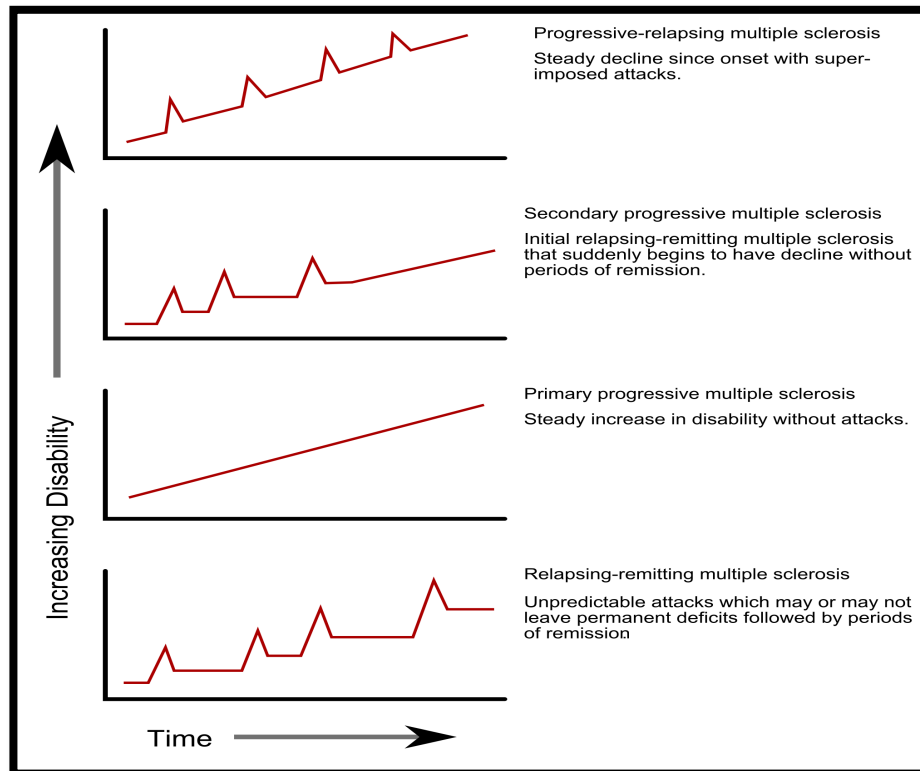 Progressive-relapsing multiple sclerosis
Steady decline since onset with super-
imposed attacks.
Secondary progressive multiple sclerosis
Initial relapsing-remitting multiple sclerosis
that suddenly begins to have decline without
periods of remission.
Primary progressive multiple sclerosis
Steady increase in disability without attacks.
Increasing Disability
Relapsing-remitting multiple sclerosis
Unpredictable attacks which may or may not
leave permanent deficits followed by periods
of remission
Time